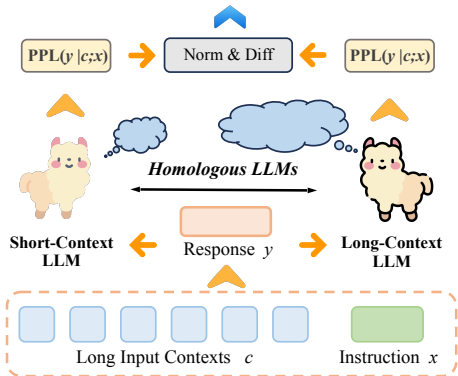 PPL(y |c;x)
Norm & Diff
PPL(y |c;x)
Homologous LLMs
Short-Context
LLM
Response y
Long-Context
LLM
Long Input Contexts c
Instruction x